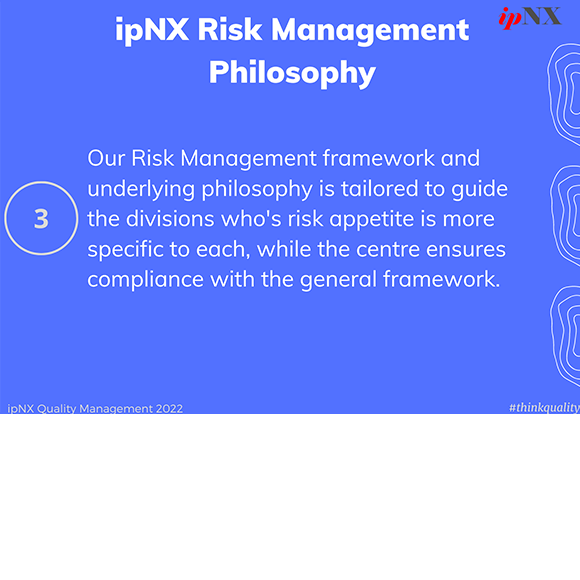 ipNX
ipNX Risk Management
Philosophy
Our Risk Management framework and
underlying philosophy is tailored to guide
the divisions who's risk appetite is more
specific to each, while the centre ensures
compliance with the general framework.
3
ipNX Quality Management 2022
#thinkquality